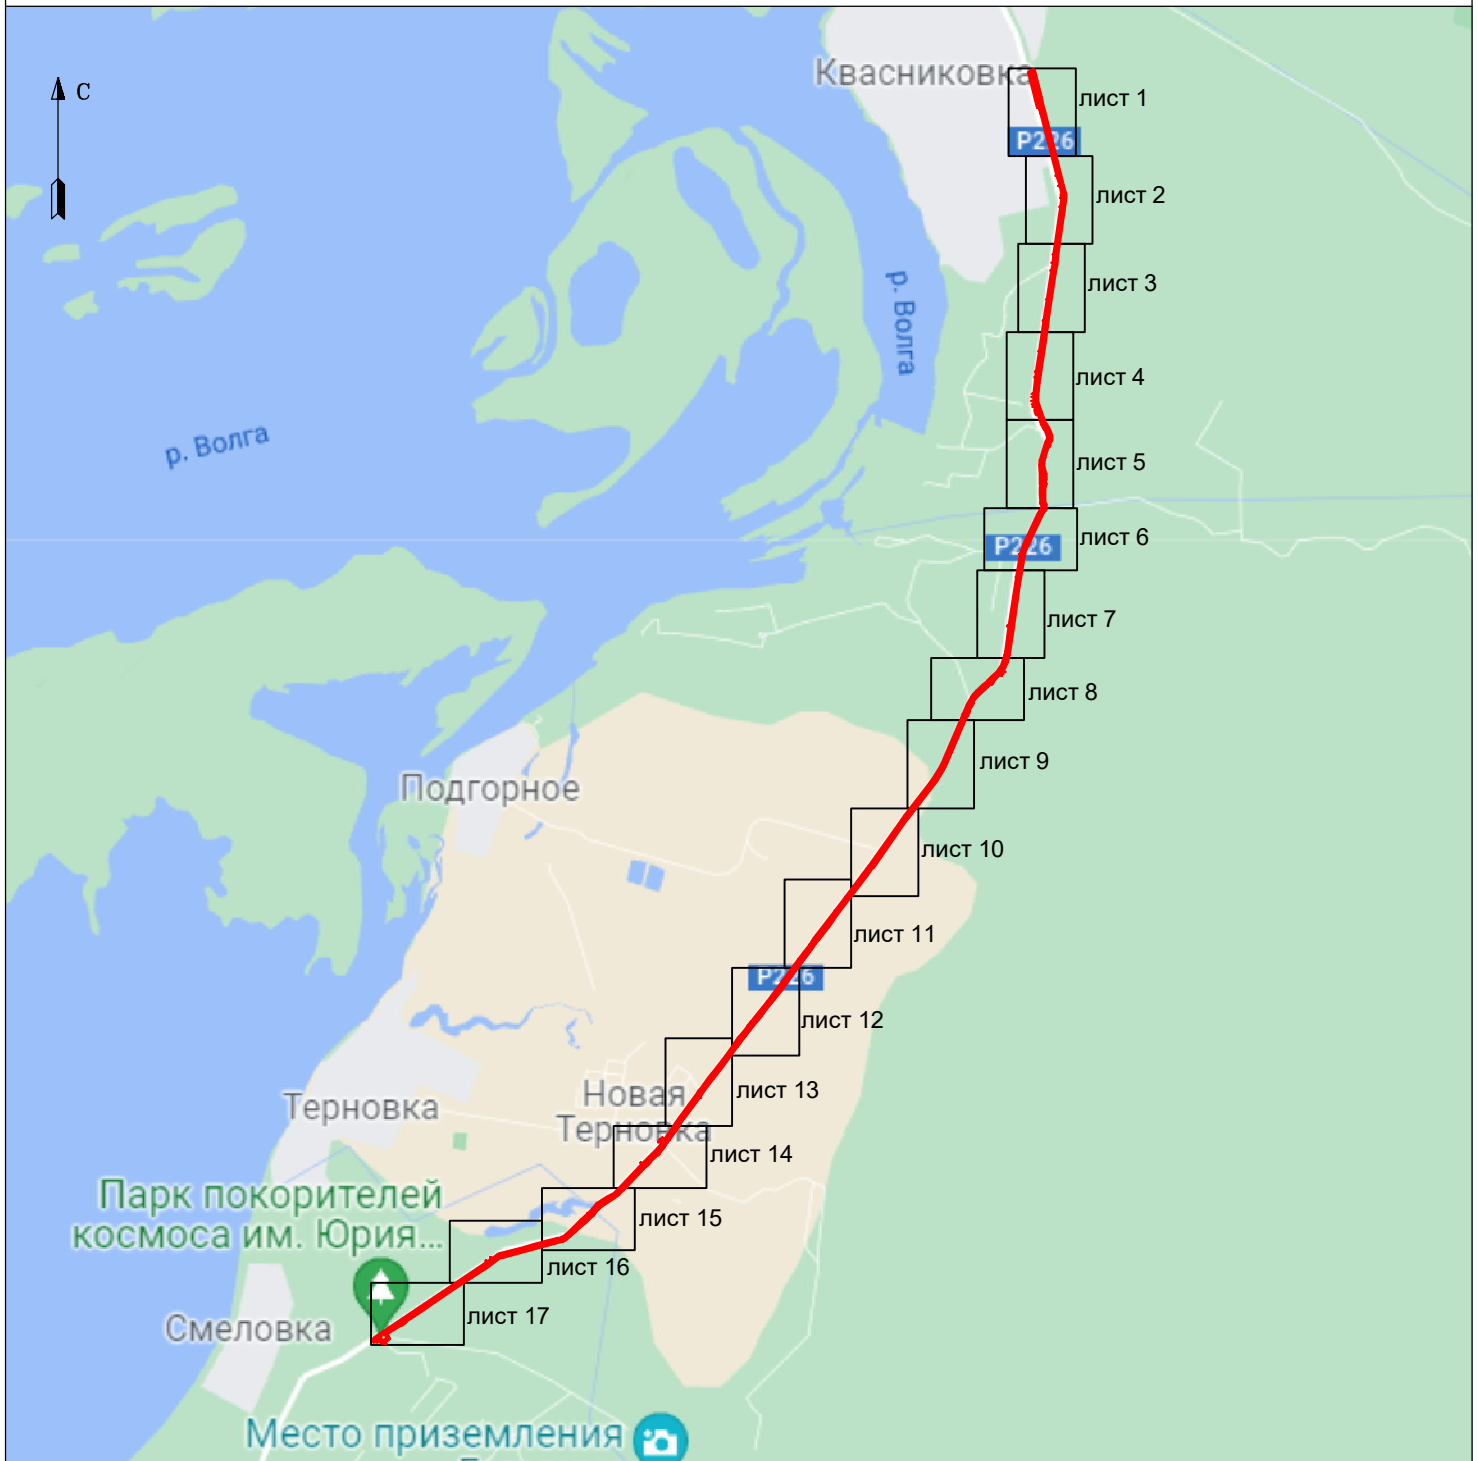 Квасниковка
С
лист 1
Р226
лист 2
лист 3
р. Волга
лист 4
р. Волга
лист 5
лист 6
Р226
лист 7
лист 8
лист 9
Подгорное
лист 10
лист 11
Р226
лист 12
лист 13
Новая
Терновка
Терновка
лист 14
Парк покорителей
космоса им. Юрия...
лист 15
лист 16
лист 17
Смеловка
Место приземления